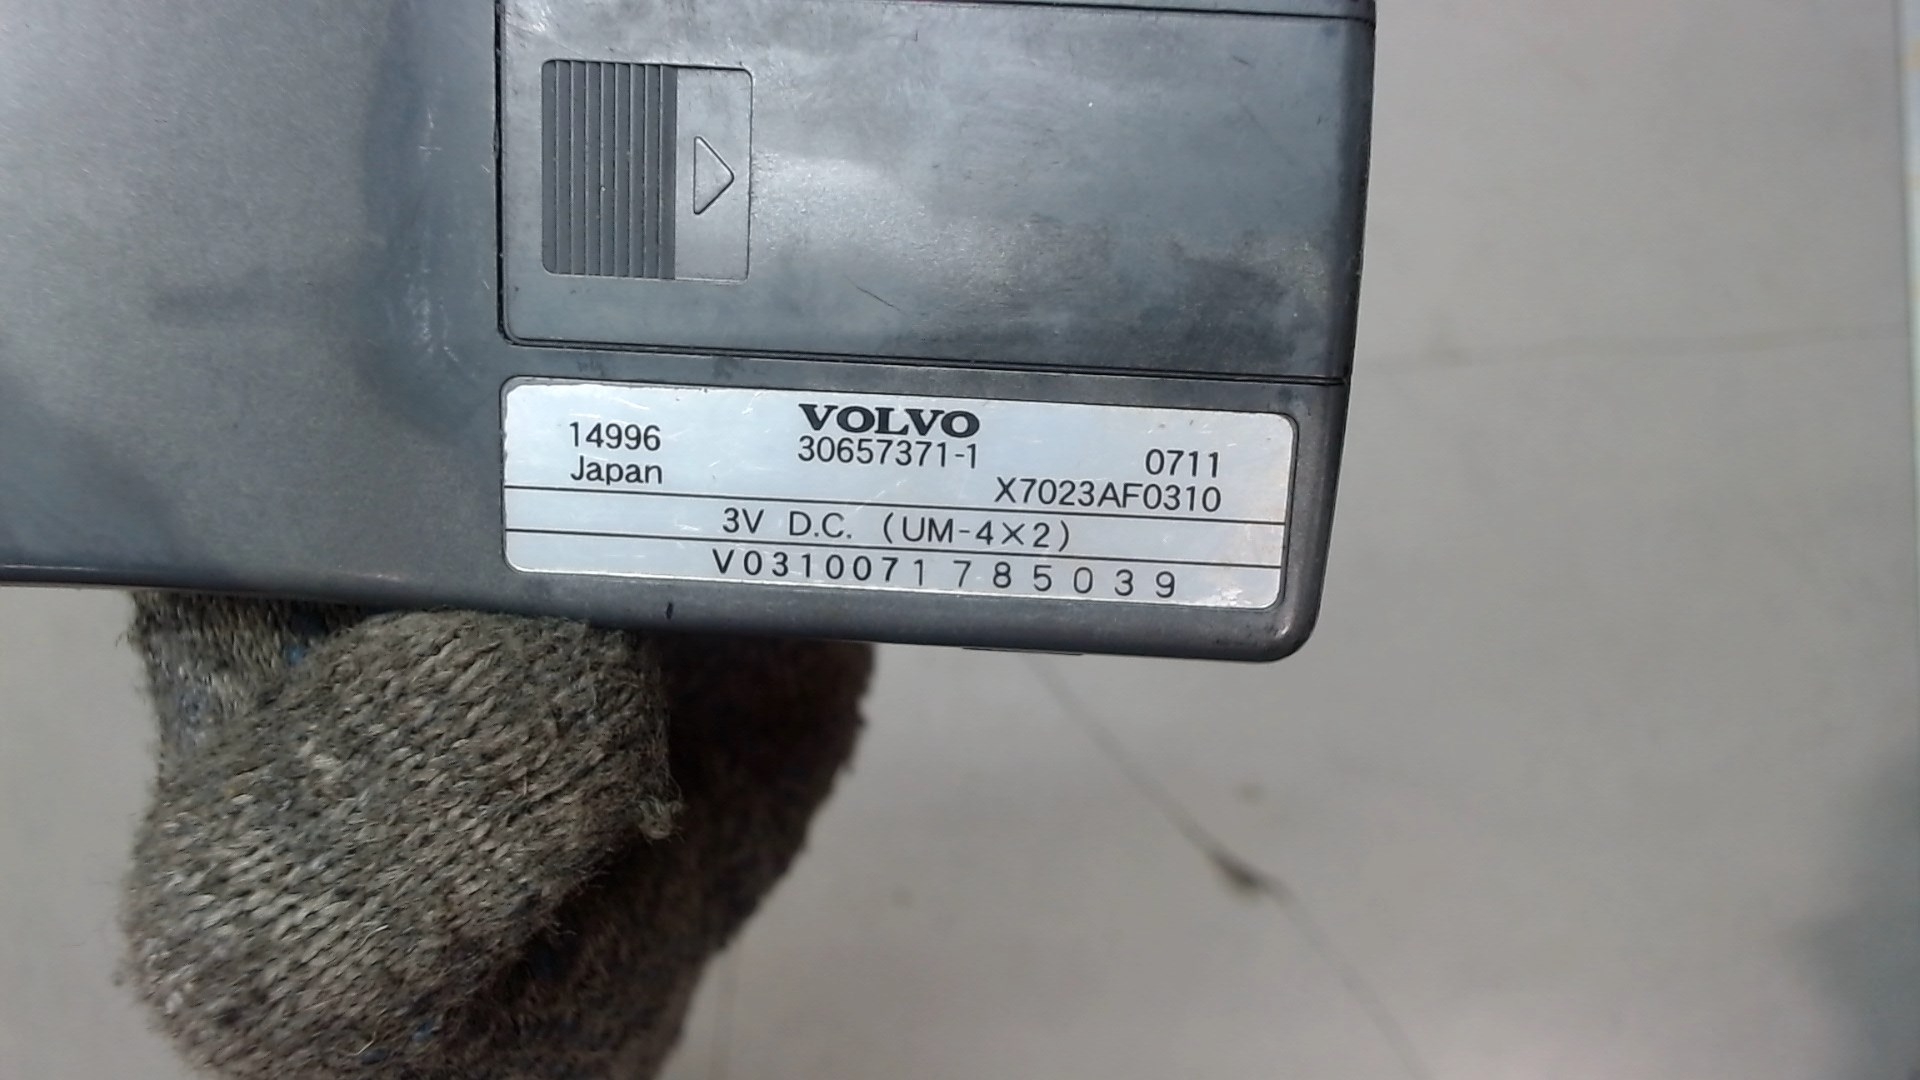 VOLVO
14996 30657371-1 0711
Japan X7023AF0310
3V D.C. (UM-4×2)
V0310071785039